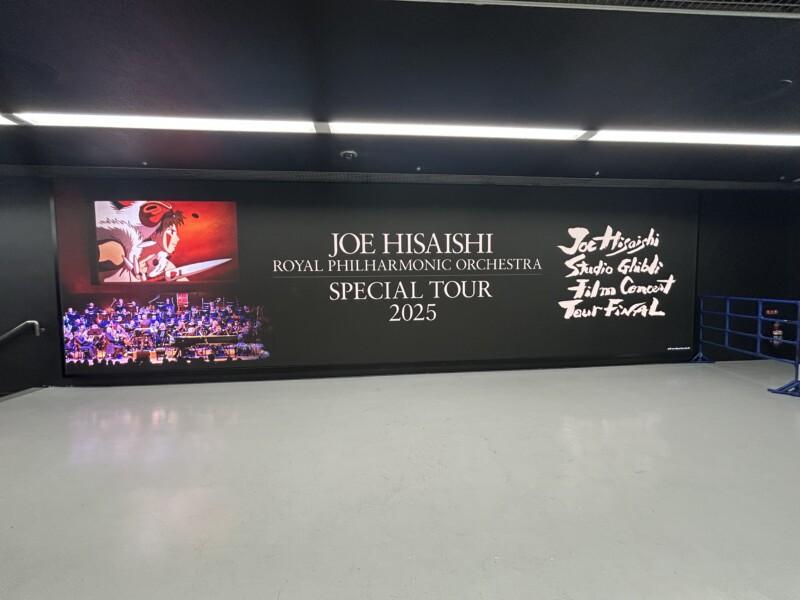 JOE HISAISHI
ROYAL PHILHARMONIC ORCHESTRA
SPECIAL TOUR
2025
Joe Hisaishi
Studio Ghibli
Film Concert
Tour FiNAL